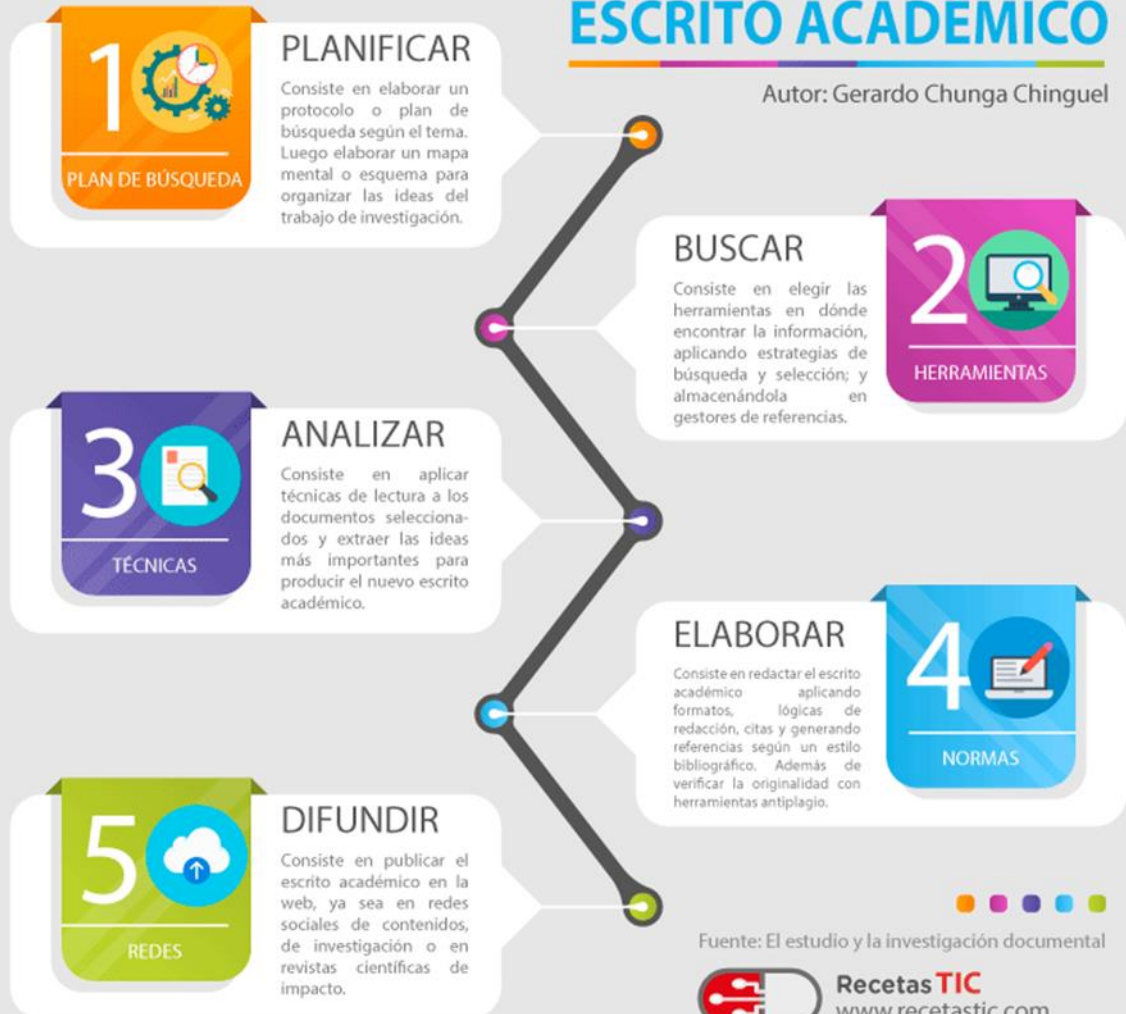 ESCRITO ACADÉMICO
Autor: Gerardo Chunga Chinguel
1
PLAN DE BÚSQUEDA
PLANIFICAR
Consiste en elaborar un
protocolo o plan de
búsqueda según el tema.
Luego elaborar un mapa
mental o esquema para
organizar las ideas del
trabajo de investigación.
BUSCAR
Consiste en elegir las
herramientas en dónde
encontrar la información,
aplicando estrategias de
búsqueda y selección; y
almacenándola en
gestores de referencias.
2
HERRAMIENTAS
3
TÉCNICAS
ANALIZAR
Consiste en aplicar
técnicas de lectura a los
documentos selecciona-
dos y extraer las ideas
más importantes para
producir el nuevo escrito
académico.
ELABORAR
Consiste en redactar el escrito
académico aplicando
formatos, lógicas de
redacción, citas y generando
referencias según un estilo
bibliográfico. Además de
verificar la originalidad con
herramientas antiplagio.
4
NORMAS
5
REDES
DIFUNDIR
Consiste en publicar el
escrito académico en la
web, ya sea en redes
sociales de contenidos,
de investigación o en
revistas científicas de
impacto.
Fuente: El estudio y la investigación documental
Recetas TIC
www.recetastic.com